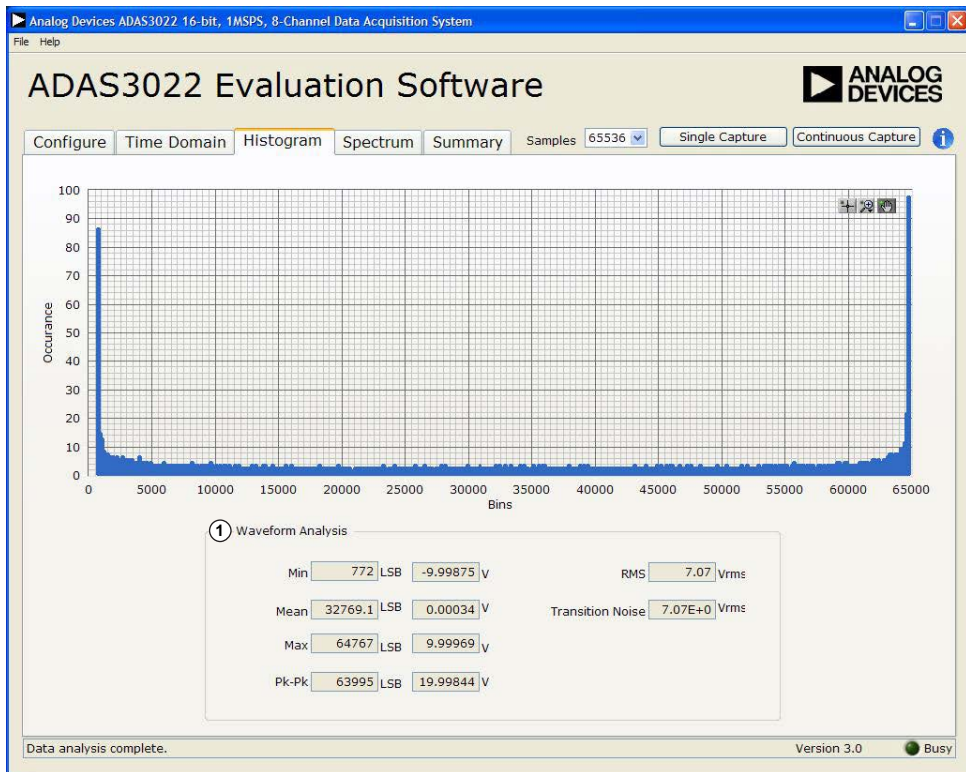 Analog Devices ADAS3022 16-bit, 1MSPS, 8-Channel Data Acquisition System
File Help
ADAS3022 Evaluation Software
ANALOG
DEVICES
Configure Time Domain Histogram Spectrum Summary Samples 65536 Single Capture Continuous Capture i
100
90
80
70
60
50
40
30
20
10
0
Occurance
0 5000 10000 15000 20000 25000 30000 35000 40000 45000 50000 55000 60000 65000
Bins
1 Waveform Analysis
Min 772 LSB -9.99875 V RMS 7.07 Vrms
Mean 32769.1 LSB 0.00034 V Transition Noise 7.07E+0 Vrms
Max 64767 LSB 9.99969 V
Pk-Pk 63995 LSB 19.99844 V
Data analysis complete. Version 3.0 Busy